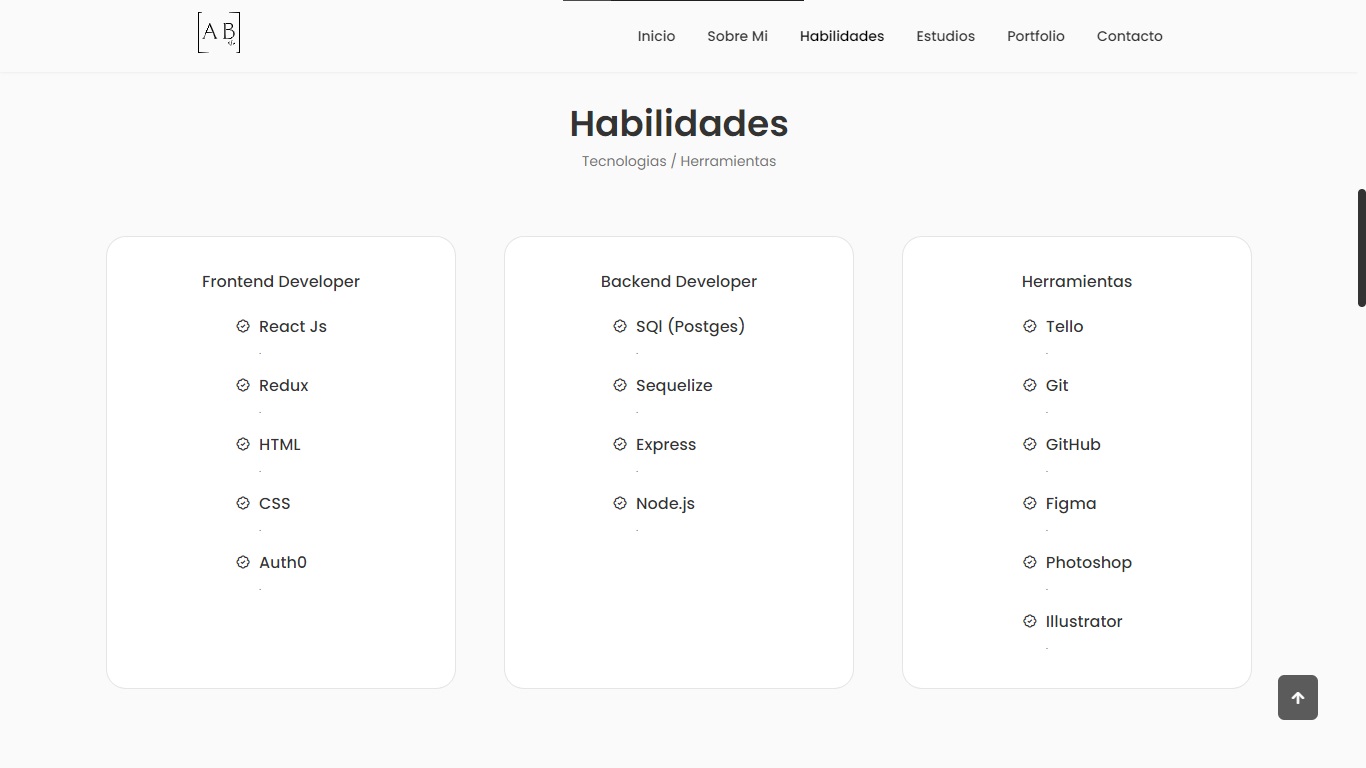 A B
Inicio Sobre Mi Habilidades Estudios Portfolio Contacto
Habilidades
Tecnologias / Herramientas
Frontend Developer
React Js
.
Redux
.
HTML
.
CSS
.
Auth0
.
Backend Developer
SQl (Postges)
.
Sequelize
.
Express
.
Node.js
.
Herramientas
Tello
.
Git
.
GitHub
.
Figma
.
Photoshop
.
Illustrator
.